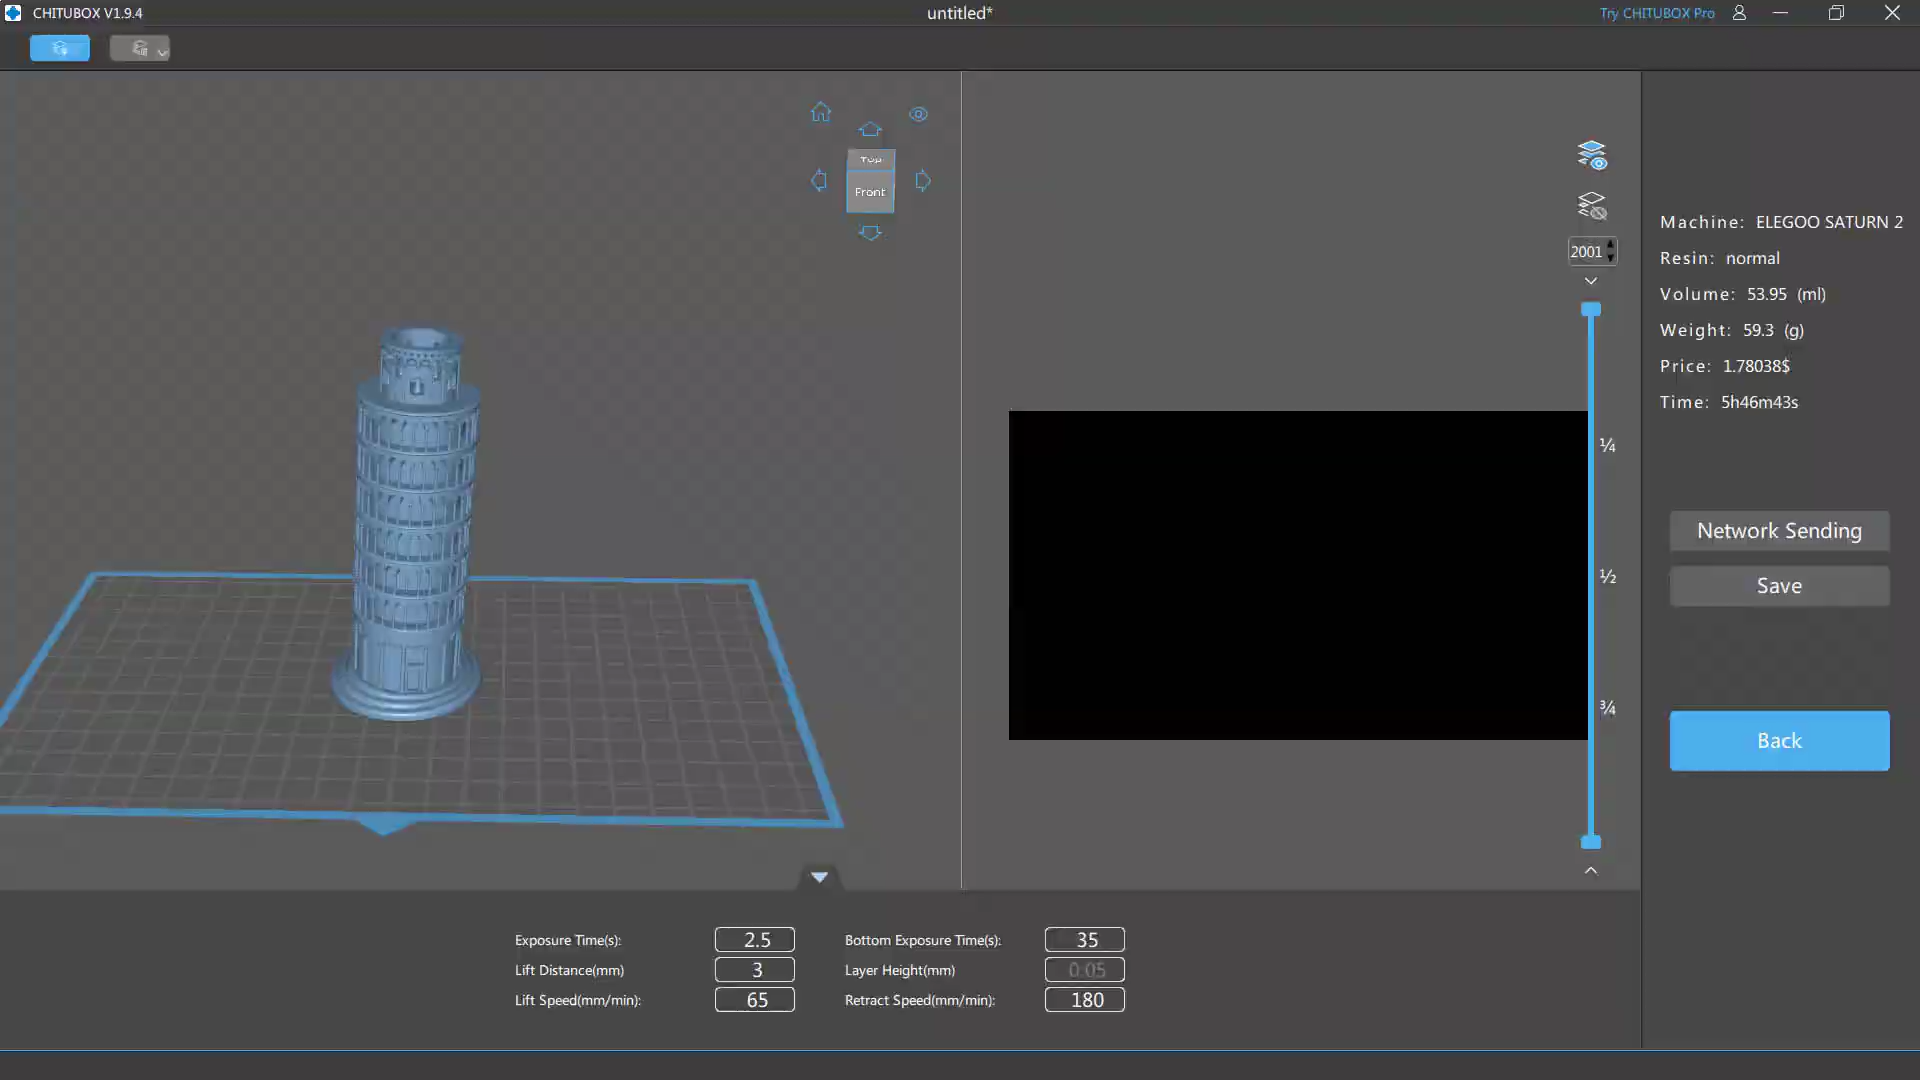 CHITUBOX V1.9.4
untitled*
Try CHITUBOX Pro
Top
Front
2001
¼
½
¾
Machine: ELEGOO SATURN 2
Resin: normal
Volume: 53.95 (ml)
Weight: 59.3 (g)
Price: 1.78038$
Time: 5h46m43s
Network Sending
Save
Back
Exposure Time(s): 2.5 Bottom Exposure Time(s): 35
Lift Distance(mm) 3 Layer Height(mm) 0.05
Lift Speed(mm/min): 65 Retract Speed(mm/min): 180